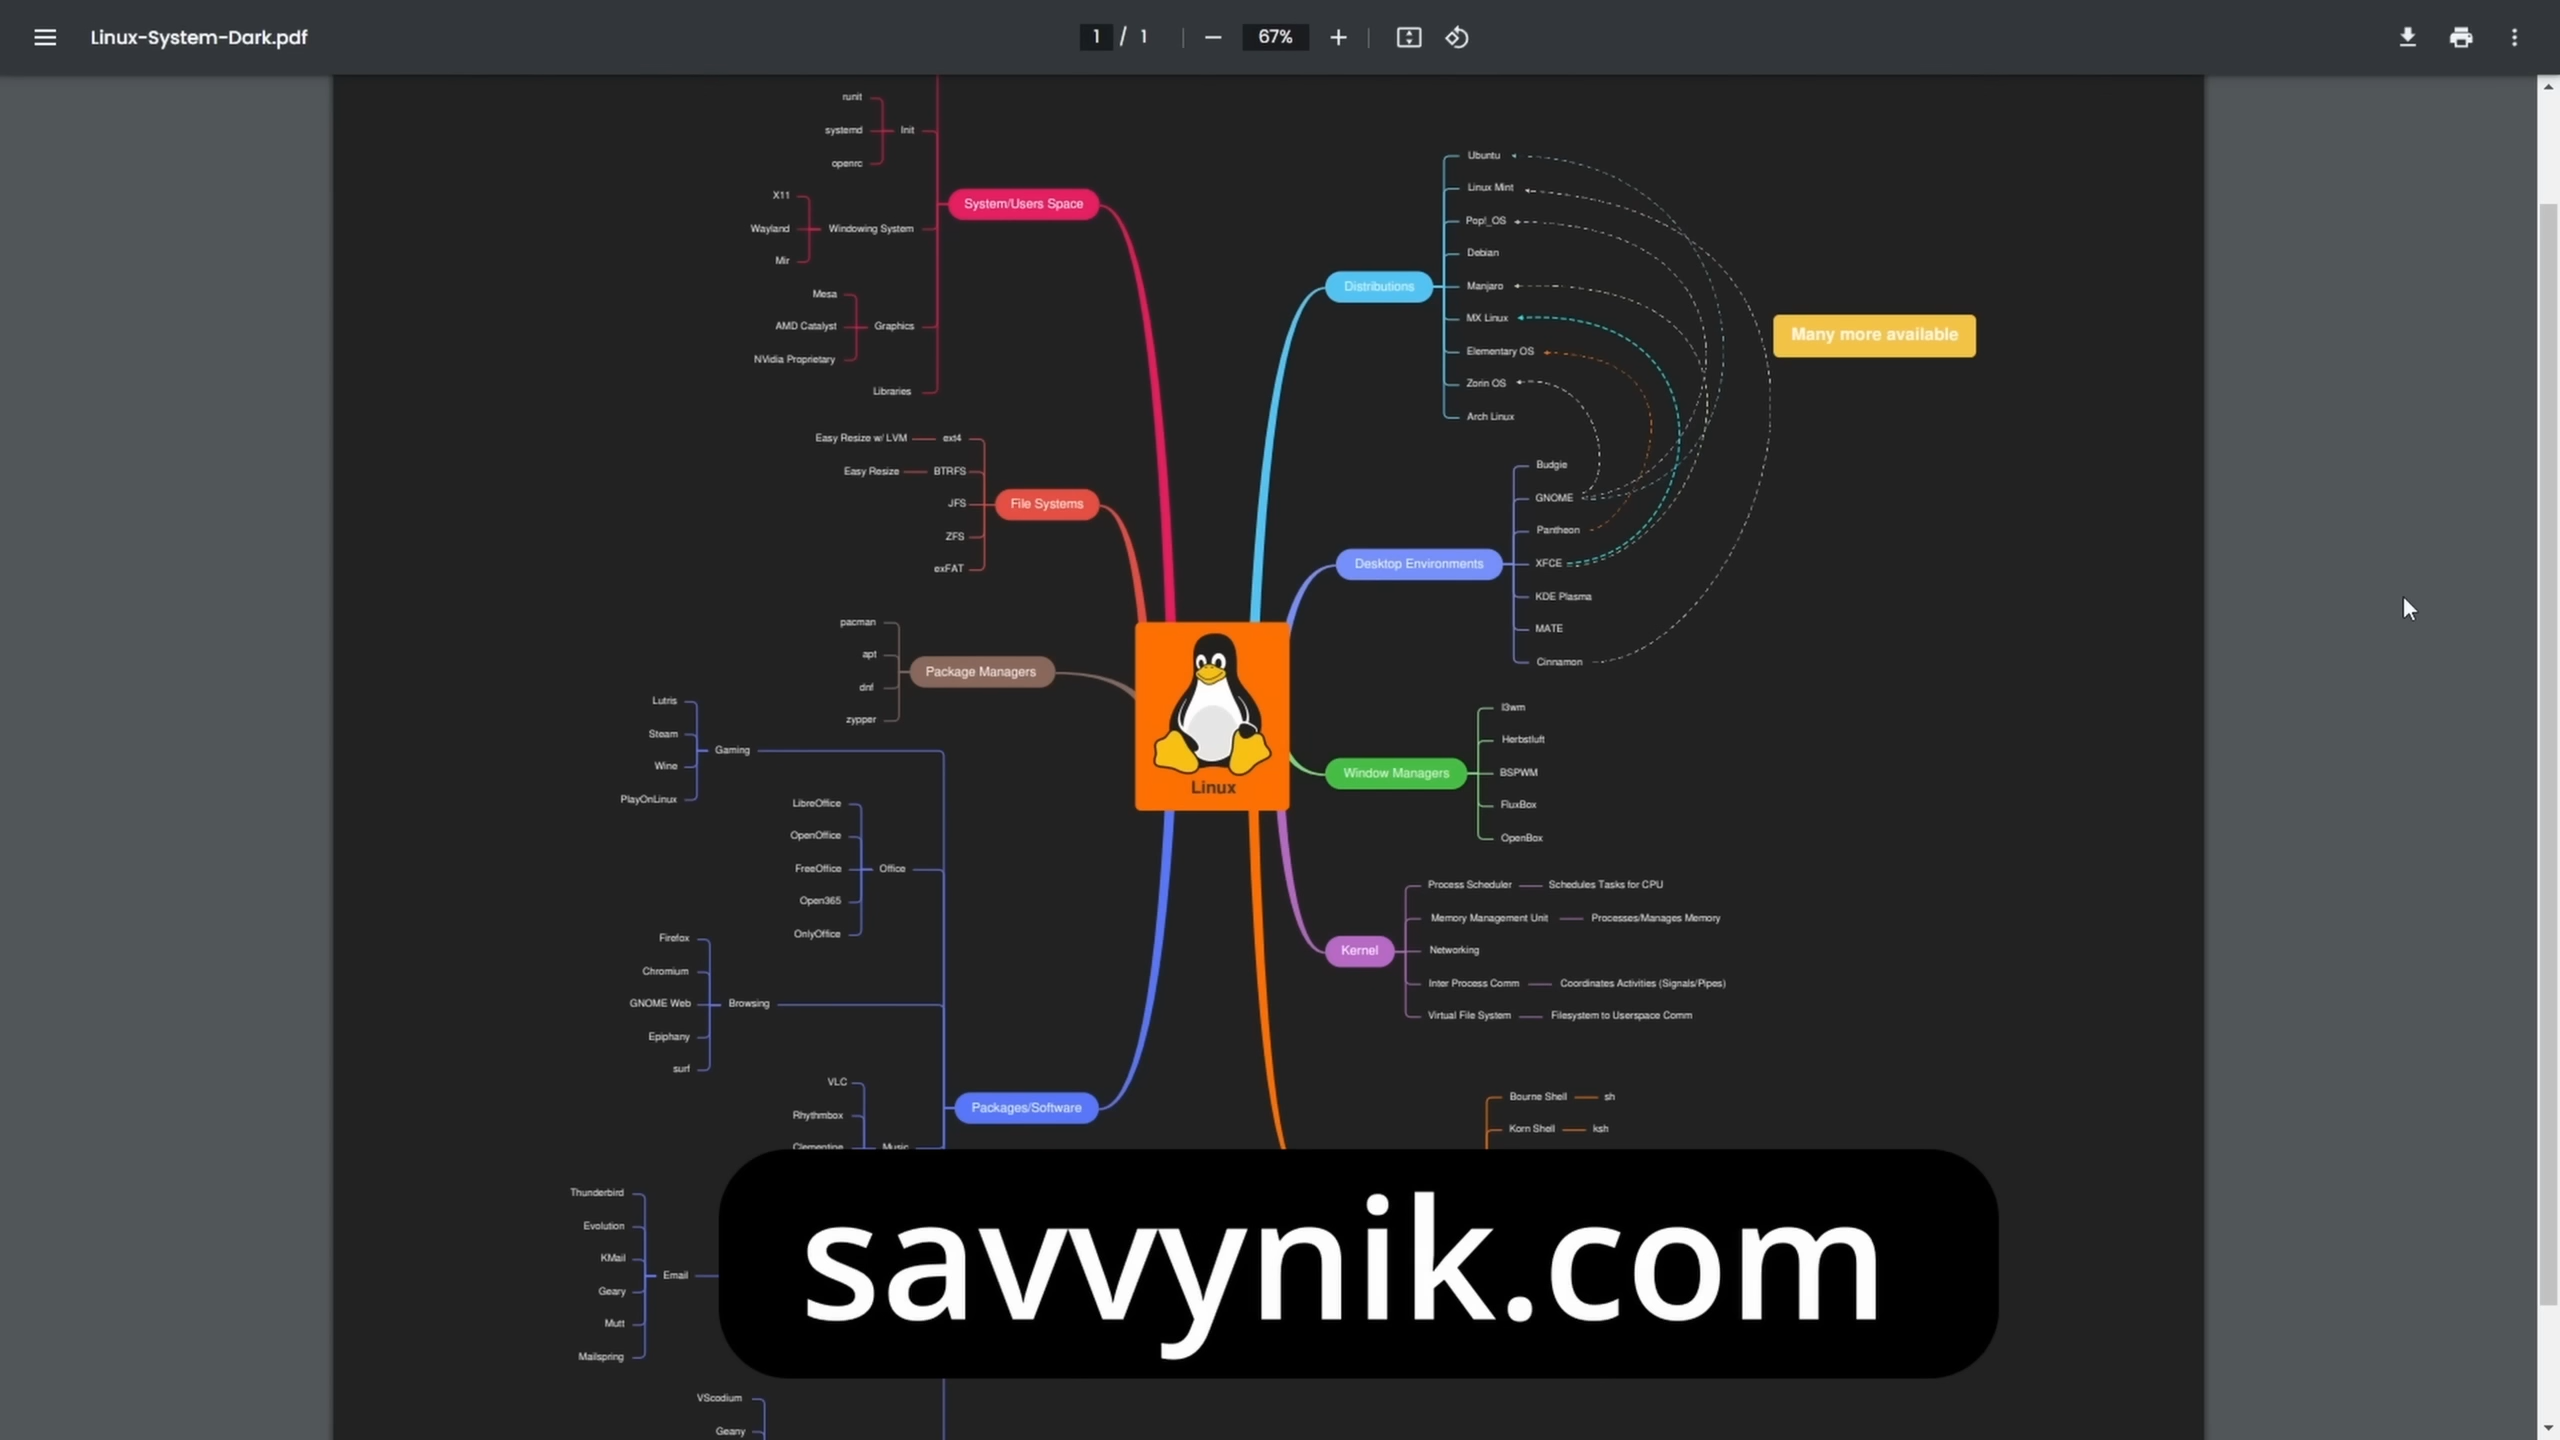 Linux-System-Dark.pdf
1 / 1
67%
runit
systemd
openrc
Init
X11
Wayland
Mir
Windowing System
Mesa
AMD Catalyst
NVidia Proprietary
Graphics
Libraries
System/Users Space
Easy Resize w/ LVM
ext4
Easy Resize
BTRFS
JFS
ZFS
exFAT
File Systems
pacman
apt
dnf
zypper
Package Managers
Lutris
Steam
Wine
PlayOnLinux
Gaming
LibreOffice
OpenOffice
FreeOffice
Open365
OnlyOffice
Office
Firefox
Chromium
GNOME Web
Epiphany
surf
Browsing
VLC
Rhythmbox
Clementine
Music
Packages/Software
Thunderbird
Evolution
KMail
Geary
Mutt
Mailspring
Email
VScodium
Geany
Linux
Distributions
Ubuntu
Linux Mint
Pop!_OS
Debian
Manjaro
MX Linux
Elementary OS
Zorin OS
Arch Linux
Many more available
Desktop Environments
Budgie
GNOME
Pantheon
XFCE
KDE Plasma
MATE
Cinnamon
Window Managers
I3wm
Herbstluft
BSPWM
FluxBox
OpenBox
Kernel
Process Scheduler
Schedules Tasks for CPU
Memory Management Unit
Processes/Manages Memory
Networking
Inter Process Comm
Coordinates Activities (Signals/Pipes)
Virtual File System
Filesystem to Userspace Comm
Bourne Shell
sh
Korn Shell
ksh
savvynik.com